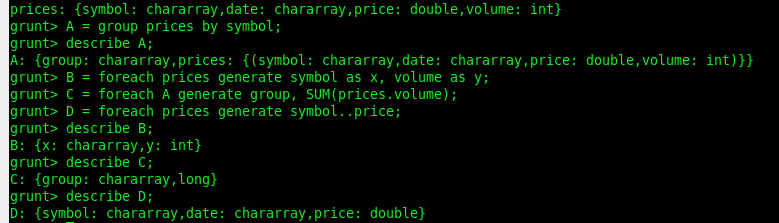 prices: {symbol: chararray,date: chararray,price: double,volume: int}
grunt> A = group prices by symbol;
grunt> describe A;
A: {group: chararray,prices: {(symbol: chararray,date: chararray,price: double,volume: int)}}
grunt> B = foreach prices generate symbol as x, volume as y;
grunt> C = foreach A generate group, SUM(prices.volume);
grunt> D = foreach prices generate symbol..price;
grunt> describe B;
B: {x: chararray,y: int}
grunt> describe C;
C: {group: chararray,long}
grunt> describe D;
D: {symbol: chararray,date: chararray,price: double}